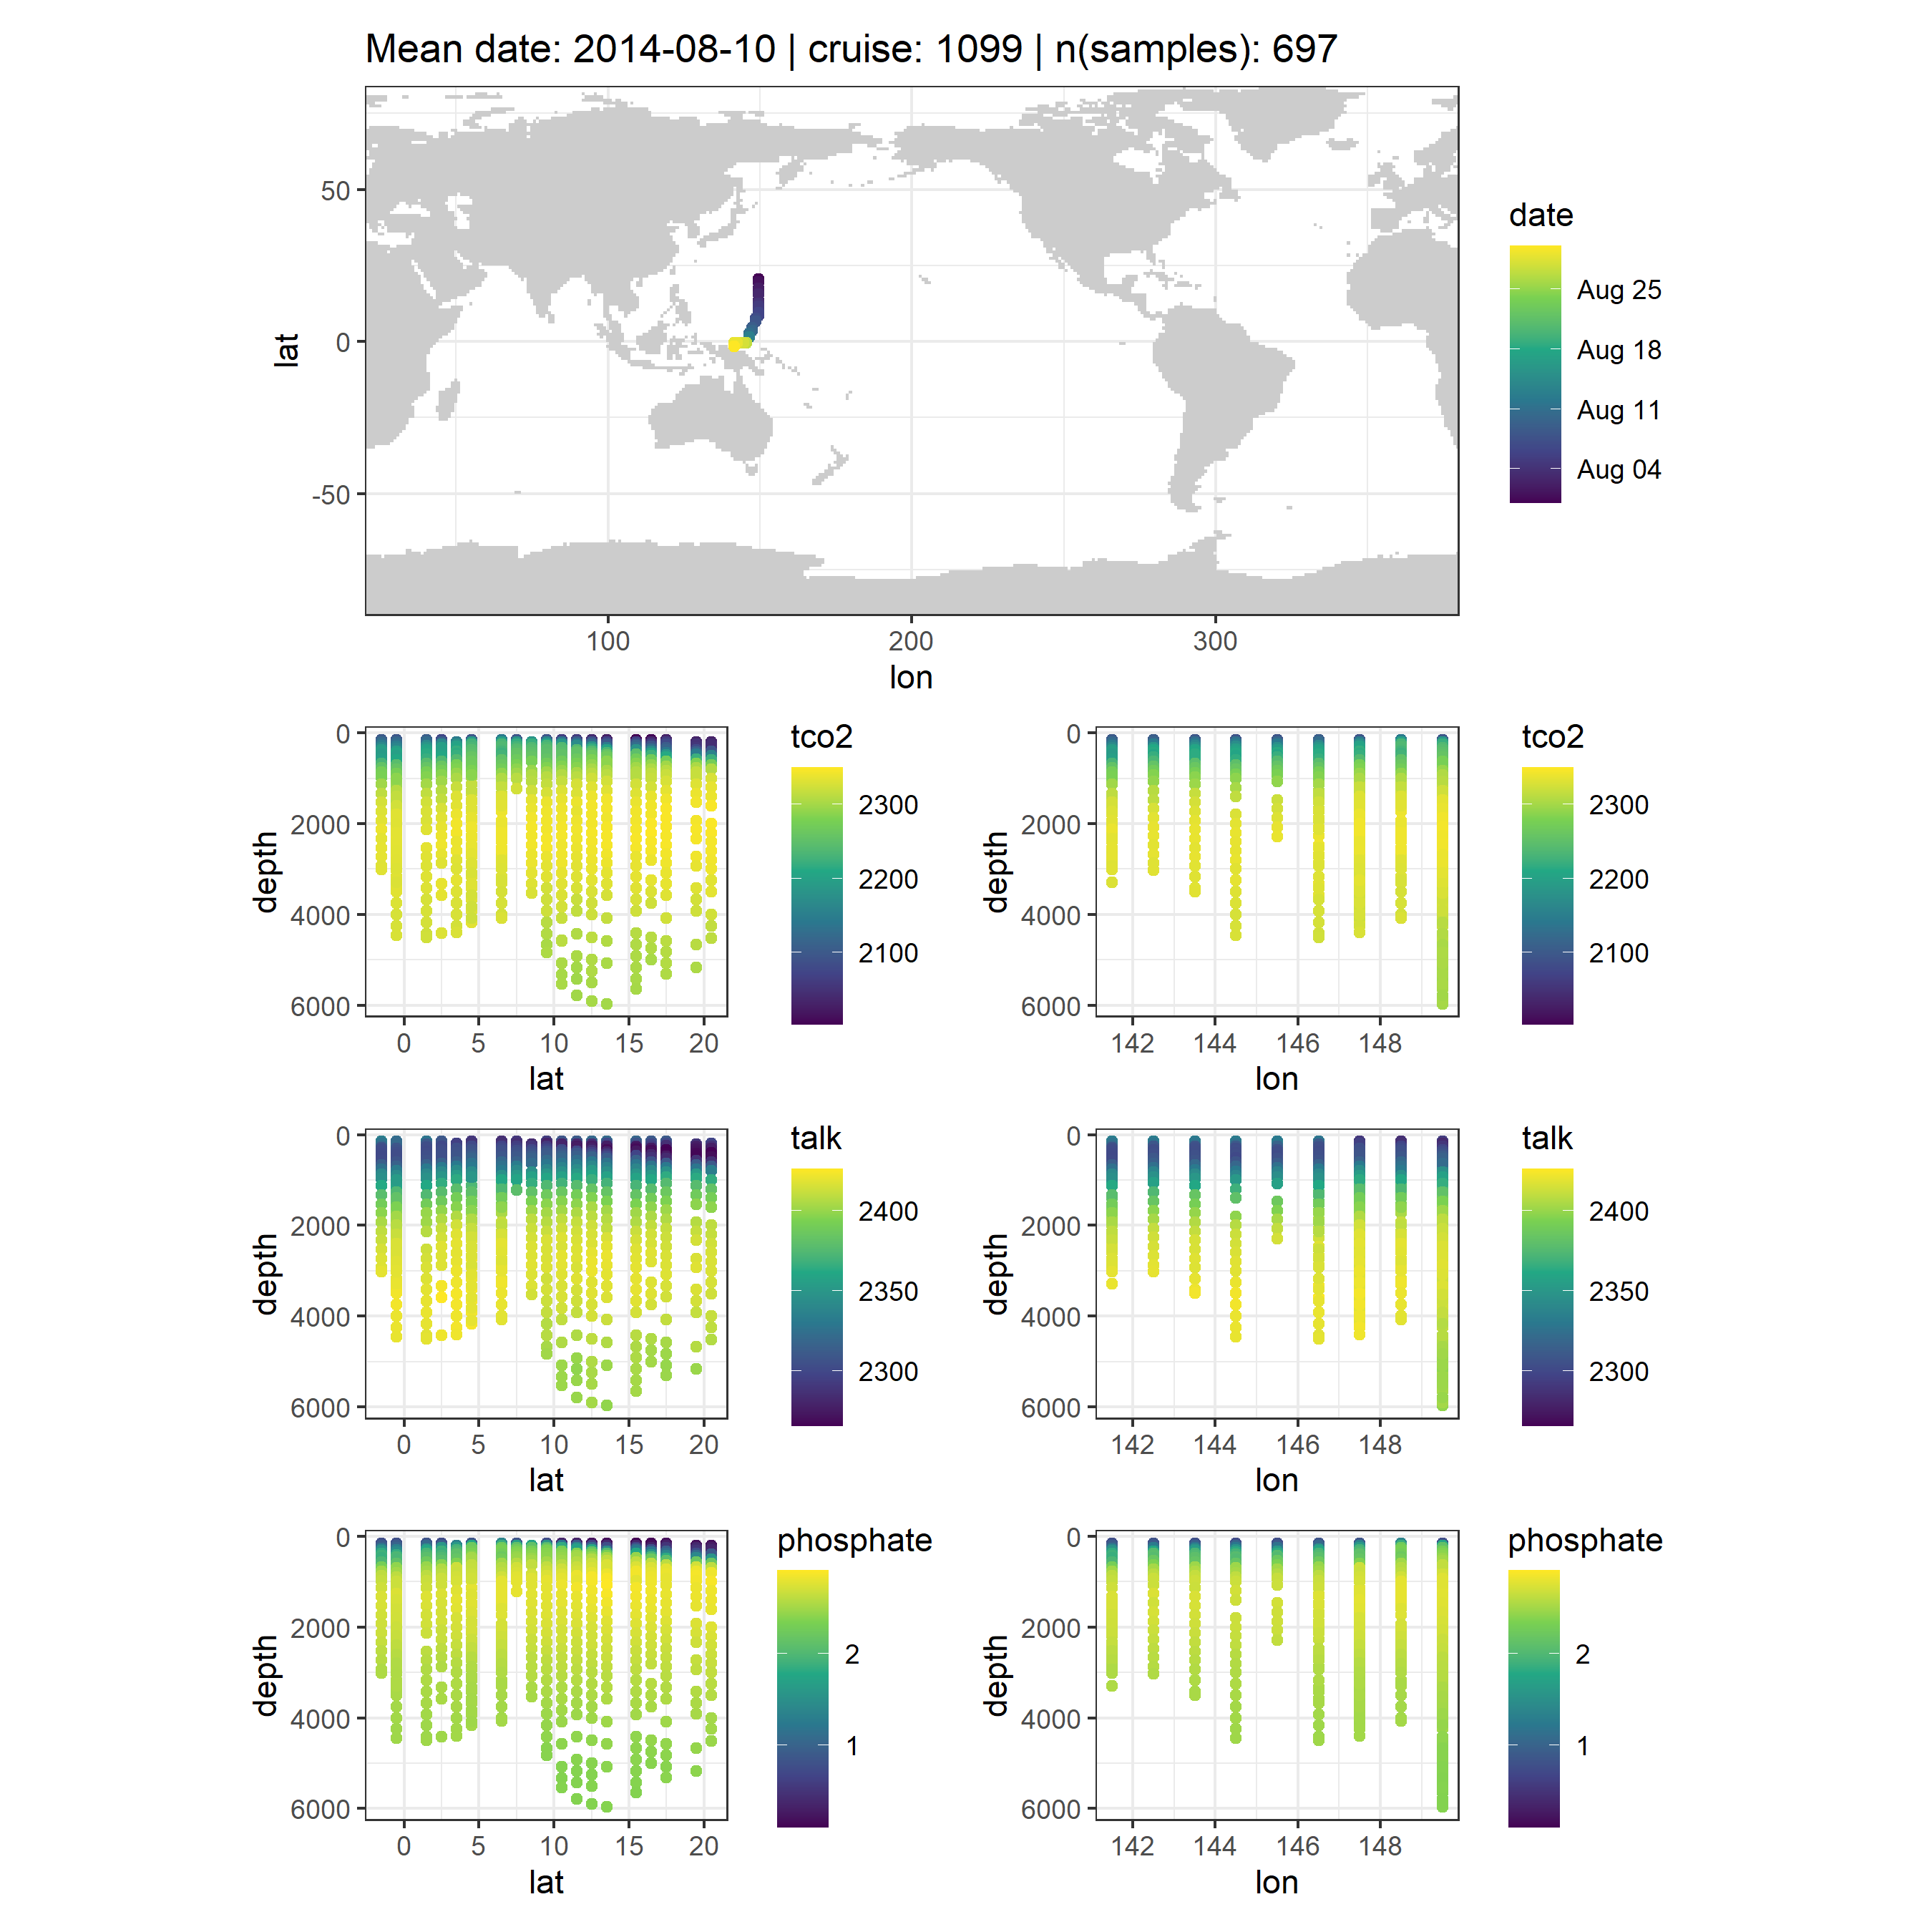 Mean date: 2014-08-10 | cruise: 1099 | n(samples): 697
50
0
-50
lat
100 200 300
lon
date
Aug 25
Aug 18
Aug 11
Aug 04
0
2000
4000
6000
depth
0 5 10 15 20
lat
tco2
2300
2200
2100
0
2000
4000
6000
depth
142 144 146 148
lon
tco2
2300
2200
2100
0
2000
4000
6000
depth
0 5 10 15 20
lat
talk
2400
2350
2300
0
2000
4000
6000
depth
142 144 146 148
lon
talk
2400
2350
2300
0
2000
4000
6000
depth
0 5 10 15 20
lat
phosphate
2
1
0
2000
4000
6000
depth
142 144 146 148
lon
phosphate
2
1